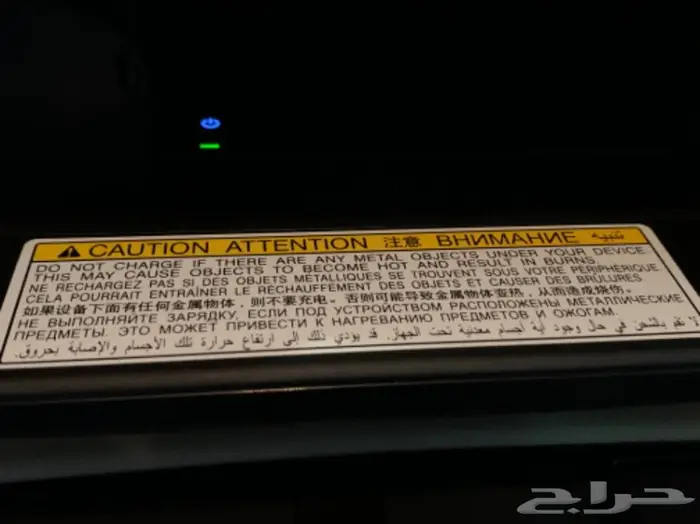 CAUTION ATTENTION 注意 ВНИМАНИЕ تنبيه
DO NOT CHARGE IF THERE ARE ANY METAL OBJECTS UNDER YOUR DEVICE.
THIS MAY CAUSE OBJECTS TO BECOME HOT AND RESULT IN BURNS.
NE RECHARGEZ PAS SI DES OBJETS METALLIQUES SE TROUVENT SOUS VOTRE PERIPHERIQUE
CELA POURRAIT ENTRAÎNER LE RECHAUFFEMENT DES OBJETS ET CAUSER DES BRÛLURES.
如果设备下面有任何金属物体，则不要充电。否则可能导致金属物体变热，从而造成烧伤。
НЕ ВЫПОЛНЯЙТЕ ЗАРЯДКУ, ЕСЛИ ПОД УСТРОЙСТВОМ РАСПОЛОЖЕНЫ МЕТАЛЛИЧЕСКИЕ
ПРЕДМЕТЫ. ЭТО МОЖЕТ ПРИВЕСТИ К НАГРЕВАНИЮ ПРЕДМЕТОВ И ОЖОГАМ.
لا تقم بالشحن في حال وجود أية أجسام معدنية تحت الجهاز. قد يؤدي ذلك إلى ارتفاع حرارة تلك الأجسام والإصابة بحروق.
حراج